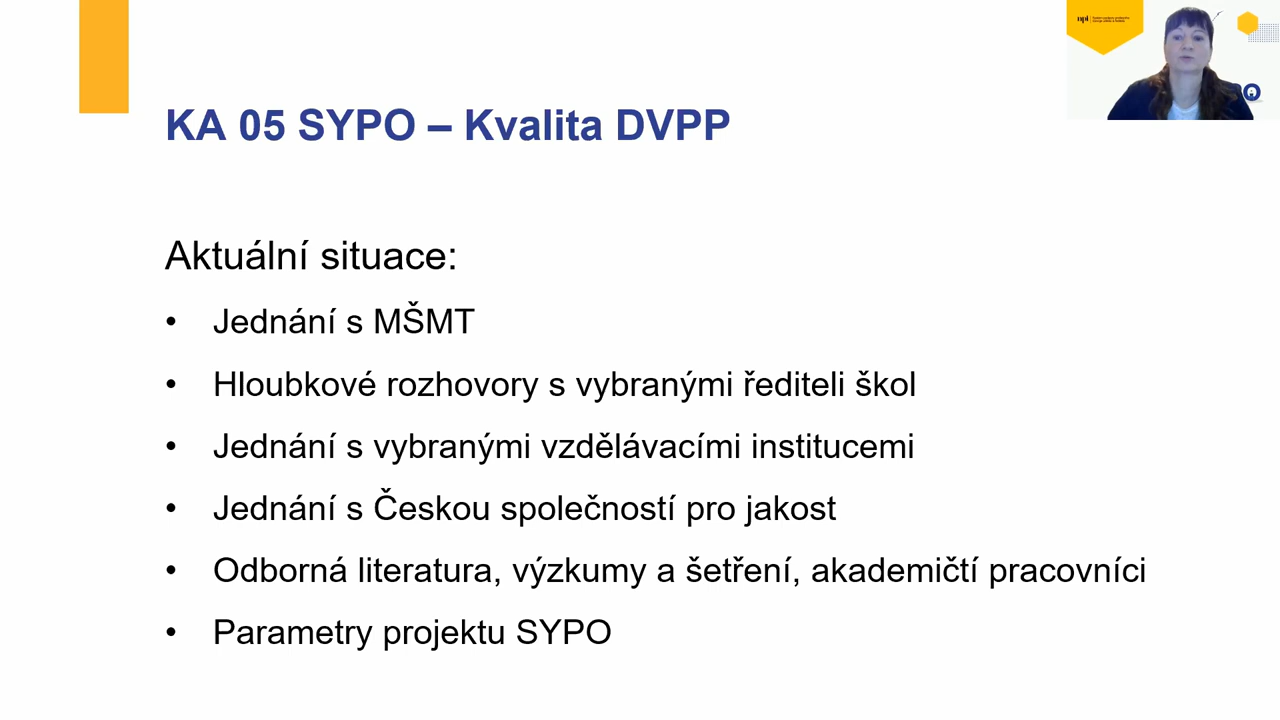 npi
KA 05 SYPO – Kvalita DVPP
Aktuální situace:
• Jednání s MŠMT
• Hloubkové rozhovory s vybranými řediteli škol
• Jednání s vybranými vzdělávacími institucemi
• Jednání s Českou společností pro jakost
• Odborná literatura, výzkumy a šetření, akademičtí pracovníci
• Parametry projektu SYPO